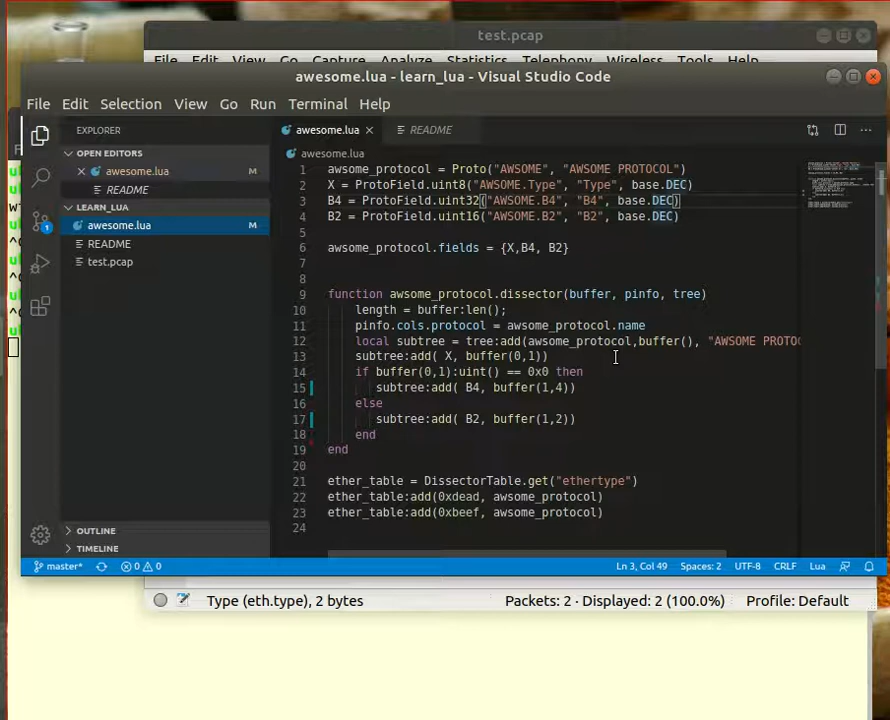 test.pcap
File Edit View Go Capture Analyze Statistics Telephony Wireless Tools Help
awesome.lua - learn_lua - Visual Studio Code
File Edit Selection View Go Run Terminal Help
EXPLORER
OPEN EDITORS
awesome.lua M
README
LEARN_LUA
awesome.lua M
README
test.pcap
OUTLINE
TIMELINE
awesome.lua README
awesome.lua
1 awsome_protocol = Proto("AWSOME", "AWSOME PROTOCOL")
2 X = ProtoField.uint8("AWSOME.Type", "Type", base.DEC)
3 B4 = ProtoField.uint32("AWSOME.B4", "B4", base.DEC)
4 B2 = ProtoField.uint16("AWSOME.B2", "B2", base.DEC)
5
6 awsome_protocol.fields = {X,B4, B2}
7
8
9 function awsome_protocol.dissector(buffer, pinfo, tree)
10 length = buffer:len();
11 pinfo.cols.protocol = awsome_protocol.name
12 local subtree = tree:add(awsome_protocol,buffer(), "AWSOME PROTOC
13 subtree:add( X, buffer(0,1))
14 if buffer(0,1):uint() == 0x0 then
15 subtree:add( B4, buffer(1,4))
16 else
17 subtree:add( B2, buffer(1,2))
18 end
19 end
20
21 ether_table = DissectorTable.get("ethertype")
22 ether_table:add(0xdead, awsome_protocol)
23 ether_table:add(0xbeef, awsome_protocol)
24
1
master* 0 0 Ln 3, Col 49 Spaces: 2 UTF-8 CRLF Lua
Type (eth.type), 2 bytes Packets: 2 · Displayed: 2 (100.0%) Profile: Default